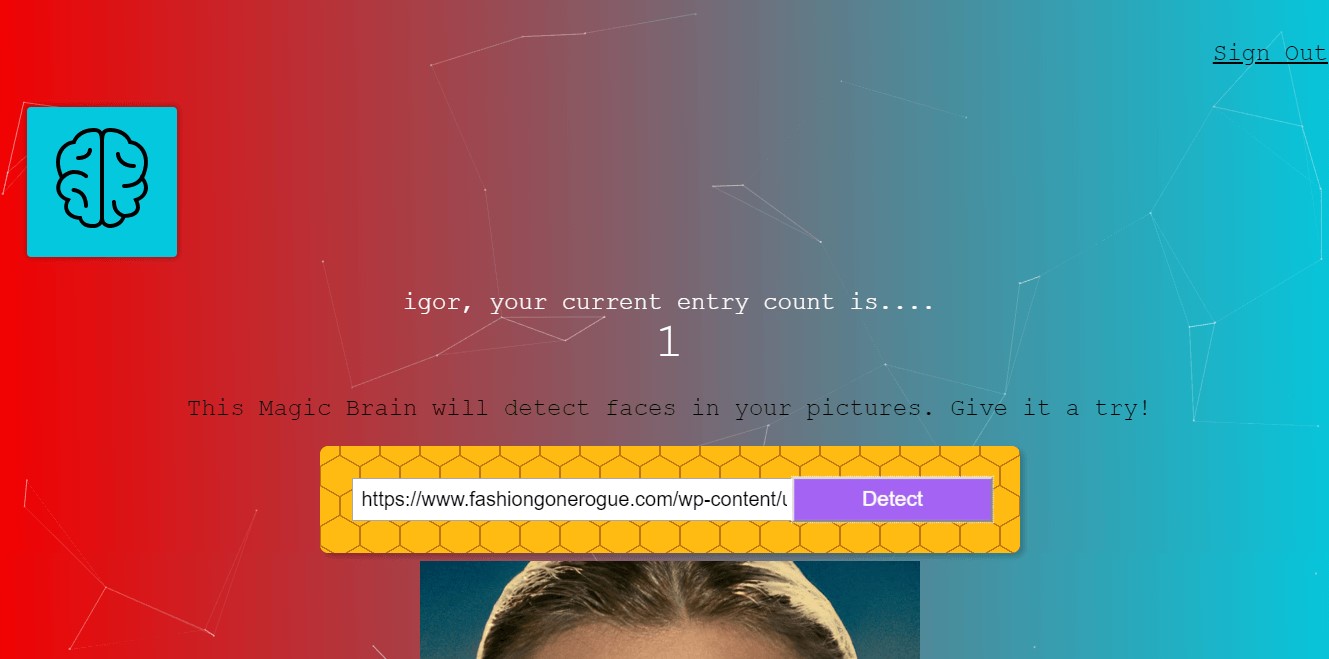 Sign Out
igor, your current entry count is....
1
This Magic Brain will detect faces in your pictures. Give it a try!
https://www.fashiongonerogue.com/wp-content/u
Detect